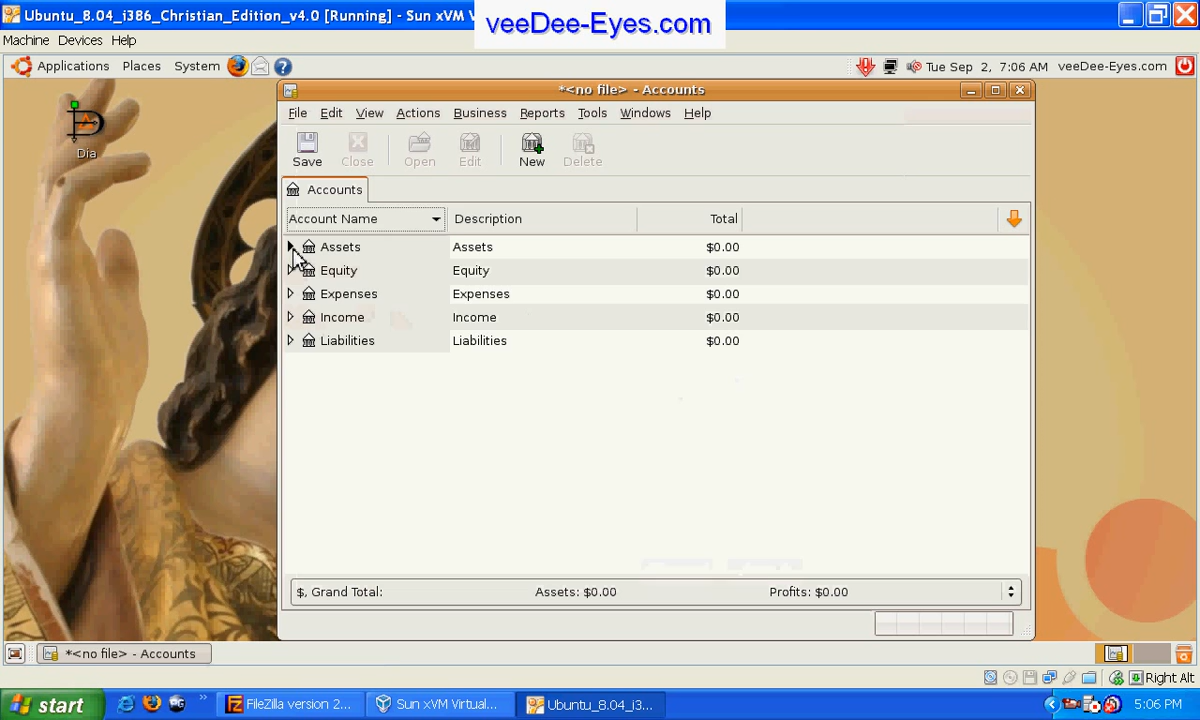 Ubuntu_8.04_i386_Christian_Edition_v4.0 [Running] - Sun xVM V
veeDee-Eyes.com
Machine Devices Help
Applications Places System
Tue Sep 2, 7:06 AM veeDee-Eyes.com
Dia
*<no file> - Accounts
File Edit View Actions Business Reports Tools Windows Help
Save Close Open Edit New Delete
Accounts
Account Name Description Total
Assets Assets $0.00
Equity Equity $0.00
Expenses Expenses $0.00
Income Income $0.00
Liabilities Liabilities $0.00
$, Grand Total: Assets: $0.00 Profits: $0.00
*<no file> - Accounts
Right Alt
start FileZilla version 2... Sun xVM Virtual... Ubuntu_8.04_i3... 5:06 PM